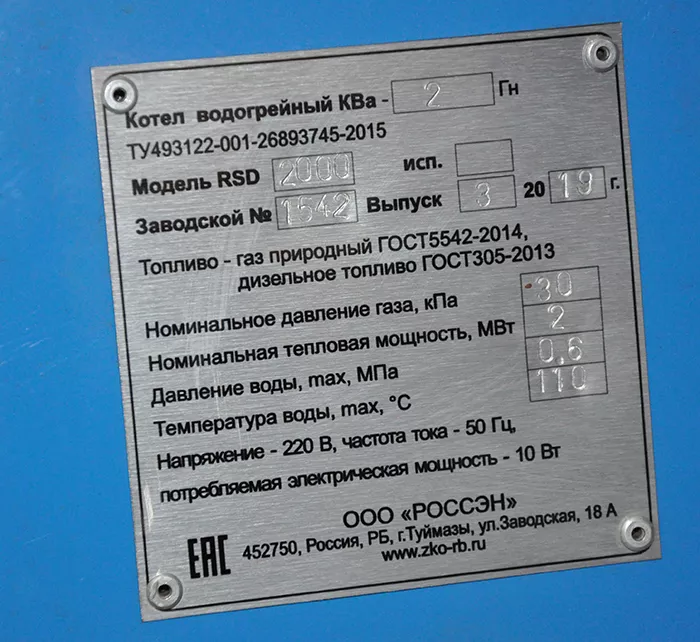 Котел водогрейный КВа - 2 Гн
ТУ493122-001-26893745-2015
Модель RSD 2000 исп.
Заводской № 1542 Выпуск 3 2019 г.
Топливо - газ природный ГОСТ5542-2014,
дизельное топливо ГОСТ305-2013
Номинальное давление газа, кПа 30
Номинальная тепловая мощность, МВт 2
Давление воды, max, МПа 0,6
Температура воды, max, °С 110
Напряжение - 220 В, частота тока - 50 Гц,
потребляемая электрическая мощность - 10 Вт
ООО «РОССЭН»
ЕАС 452750, Россия, РБ, г.Туймазы, ул.Заводская, 18 А
www.zko-rb.ru